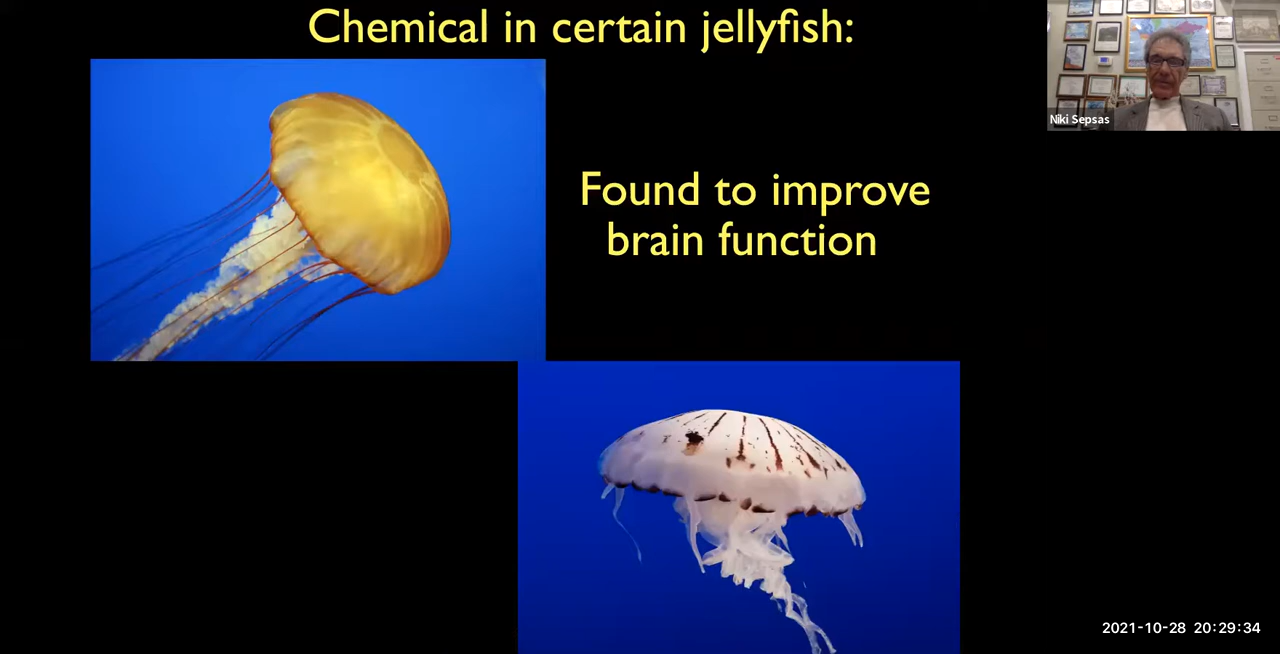 Chemical in certain jellyfish:
Niki Sepsas
Found to improve
brain function
2021-10-28 20:29:34